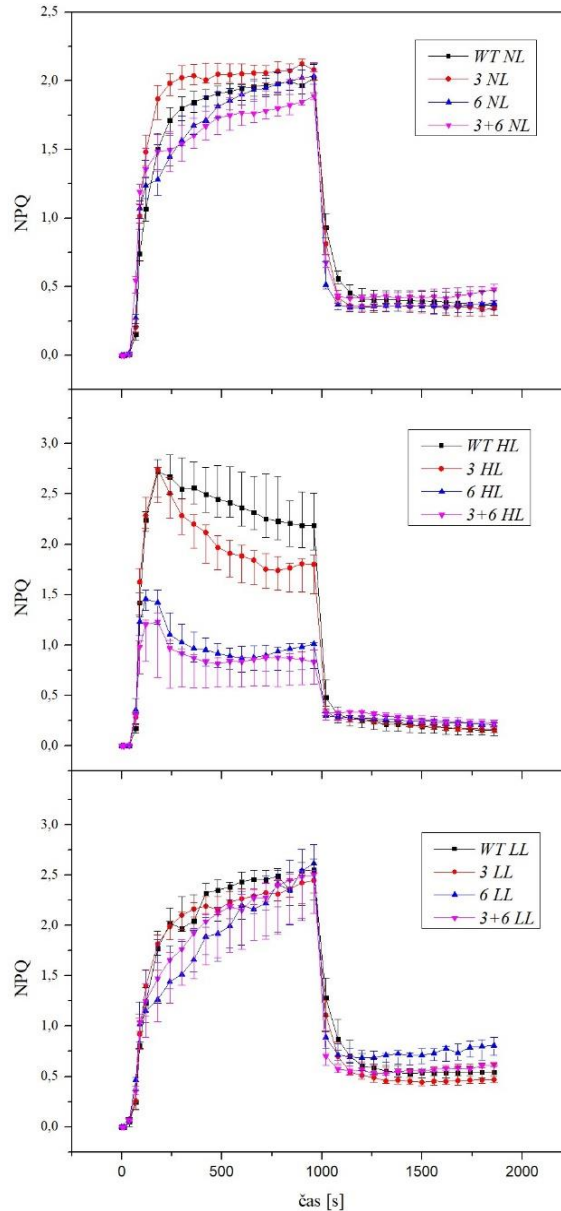 2,5
2,0
1,5
1,0
0,5
0,0
NPQ
WT NL
3 NL
6 NL
3+6 NL
3,0
2,5
2,0
1,5
1,0
0,5
0,0
NPQ
WT HL
3 HL
6 HL
3+6 HL
3,0
2,5
2,0
1,5
1,0
0,5
0,0
NPQ
WT LL
3 LL
6 LL
3+6 LL
0 500 1000 1500 2000
čas [s]